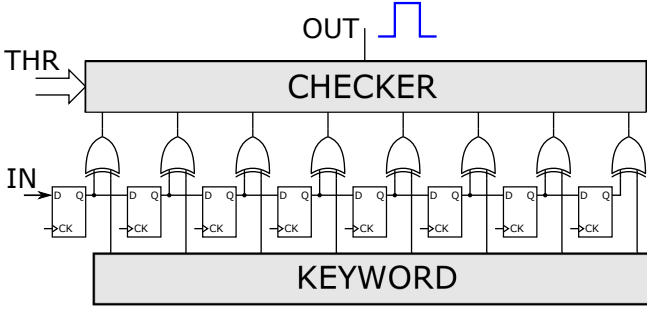 OUT
THR
CHECKER
IN
D Q D Q D Q D Q D Q D Q D Q D Q
CK CK CK CK CK CK CK CK
KEYWORD